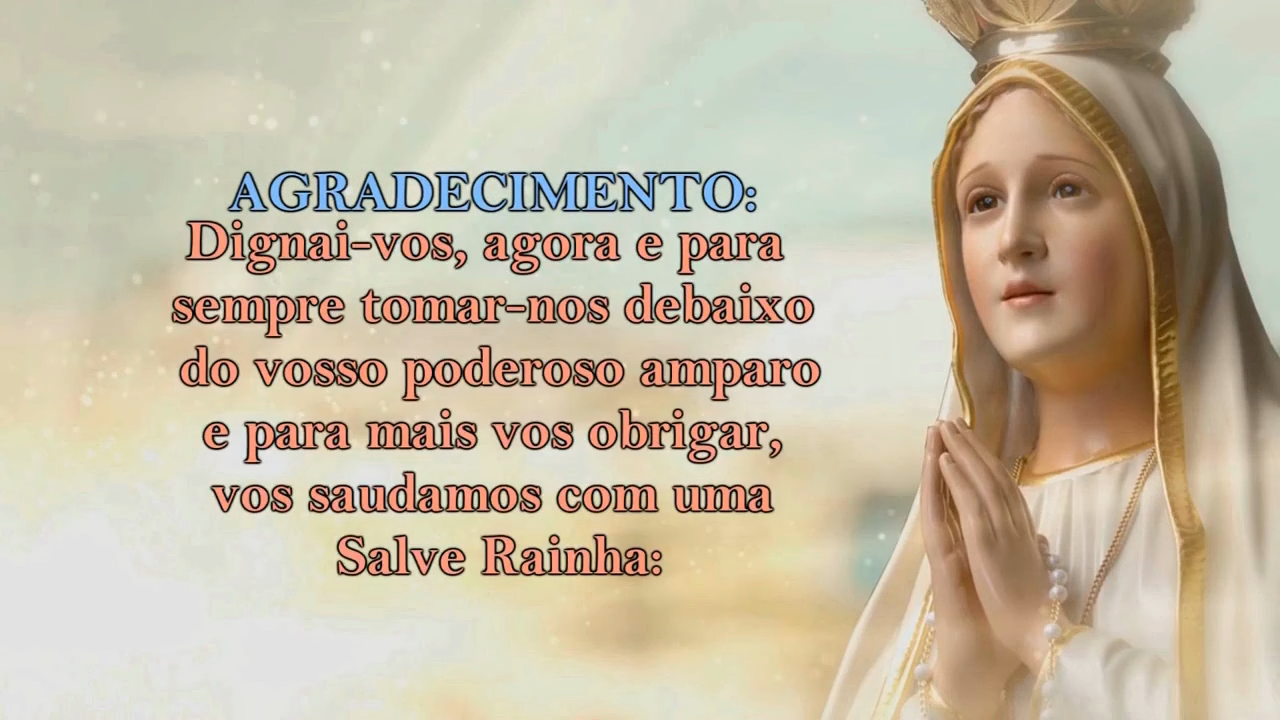 AGRADECIMENTO:
Dignai-vos, agora e para
sempre tomar-nos debaixo
do vosso poderoso amparo
e para mais vos obrigar,
vos saudamos com uma
Salve Rainha: